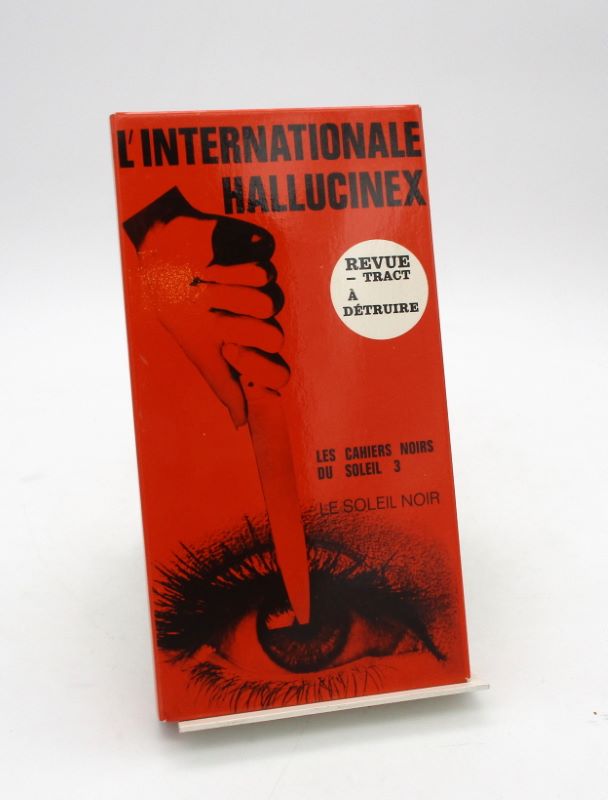 L'INTERNATIONALE
HALLUCINEX
REVUE
– TRACT
À
DÉTRUIRE
LES CAHIERS NOIRS
DU SOLEIL 3
LE SOLEIL NOIR